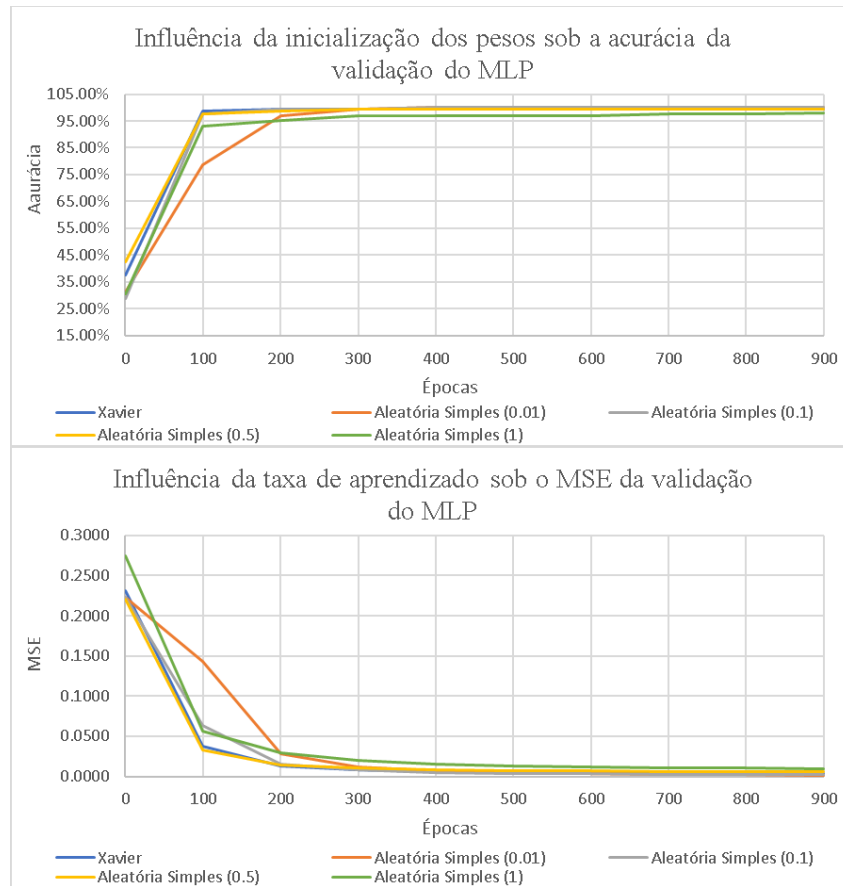 Influência da inicialização dos pesos sob a acurácia da
validação do MLP
105.00%
95.00%
85.00%
75.00%
65.00%
55.00%
45.00%
35.00%
25.00%
15.00%
Aaurácia
0 100 200 300 400 500 600 700 800 900
Épocas
Xavier Aleatória Simples (0.01) Aleatória Simples (0.1)
Aleatória Simples (0.5) Aleatória Simples (1)
Influência da taxa de aprendizado sob o MSE da validação
do MLP
0.3000
0.2500
0.2000
0.1500
0.1000
0.0500
0.0000
MSE
0 100 200 300 400 500 600 700 800 900
Épocas
Xavier Aleatória Simples (0.01) Aleatória Simples (0.1)
Aleatória Simples (0.5) Aleatória Simples (1)